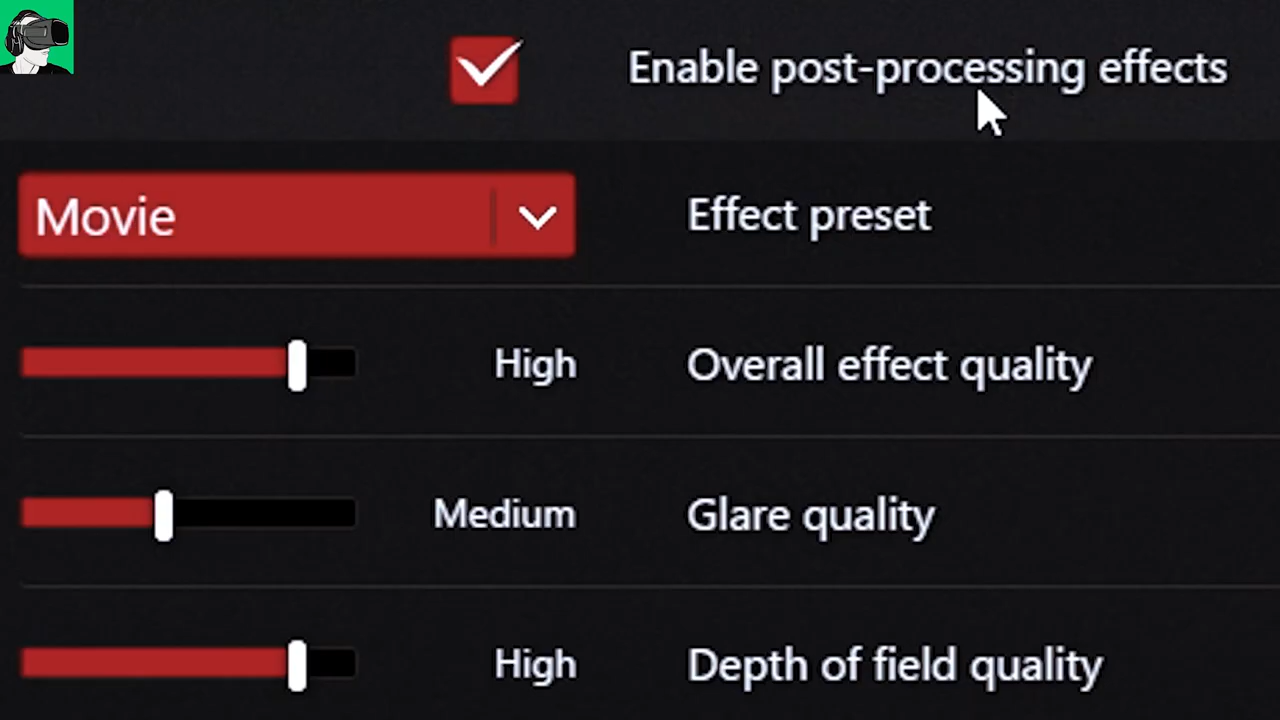 Enable post-processing effects
Movie Effect preset
High Overall effect quality
Medium Glare quality
High Depth of field quality